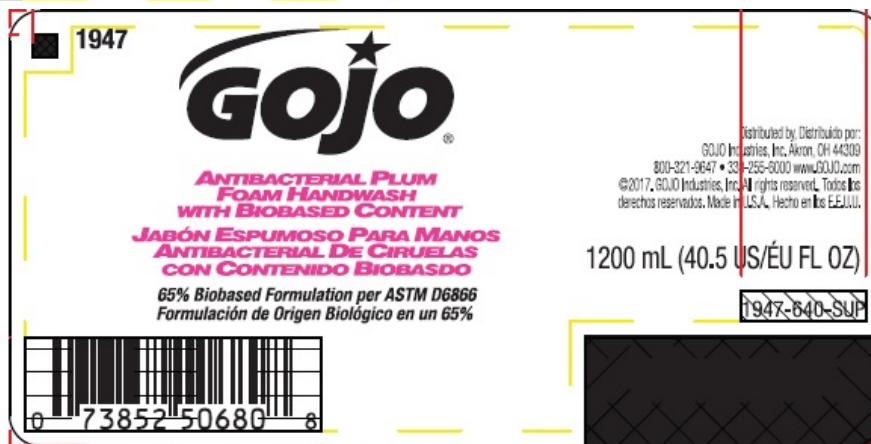 1947
GOJO®
ANTIBACTERIAL PLUM
FOAM HANDWASH
WITH BIOBASED CONTENT
JABÓN ESPUMOSO PARA MANOS
ANTIBACTERIAL DE CIRUELAS
CON CONTENIDO BIOBASDO
65% Biobased Formulation per ASTM D6866
Formulación de Origen Biológico en un 65%
Distributed by, Distribuido por:
GOJO Industries, Inc. Akron, OH 44309
800-321-9647 • 330-255-6000 www.GOJO.com
©2017. GOJO Industries, Inc. All rights reserved. Todos los
derechos reservados. Made in U.S.A., Hecho en los E.E.U.U.
1200 mL (40.5 US/ÉU FL OZ)
1947-640-SUP
0 73852 50680 8